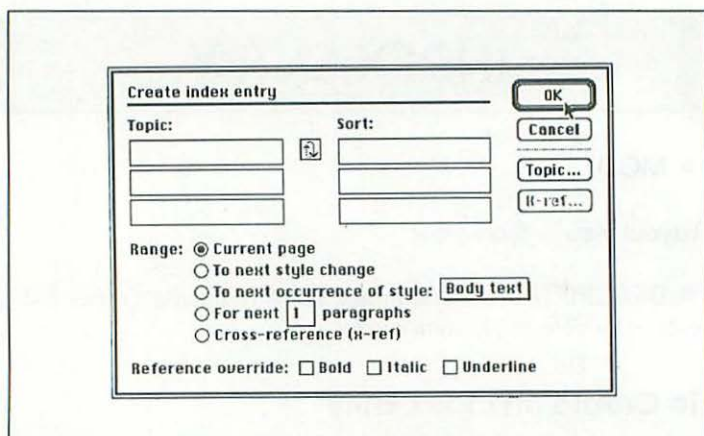 Create index entry
OK
Topic:
Sort:
Cancel
Topic...
X-ref...
Range: Current page
To next style change
To next occurrence of style: Body text
For next 1 paragraphs
Cross-reference (x-ref)
Reference override: Bold Italic Underline